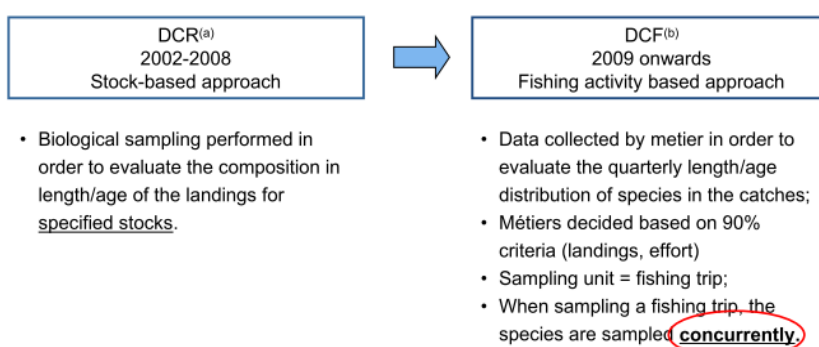 DCR(a)
2002-2008
Stock-based approach
• Biological sampling performed in
order to evaluate the composition in
length/age of the landings for
specified stocks.
DCF(b)
2009 onwards
Fishing activity based approach
• Data collected by metier in order to
evaluate the quarterly length/age
distribution of species in the catches;
• Métiers decided based on 90%
criteria (landings, effort)
• Sampling unit = fishing trip;
• When sampling a fishing trip, the
species are sampled concurrently.